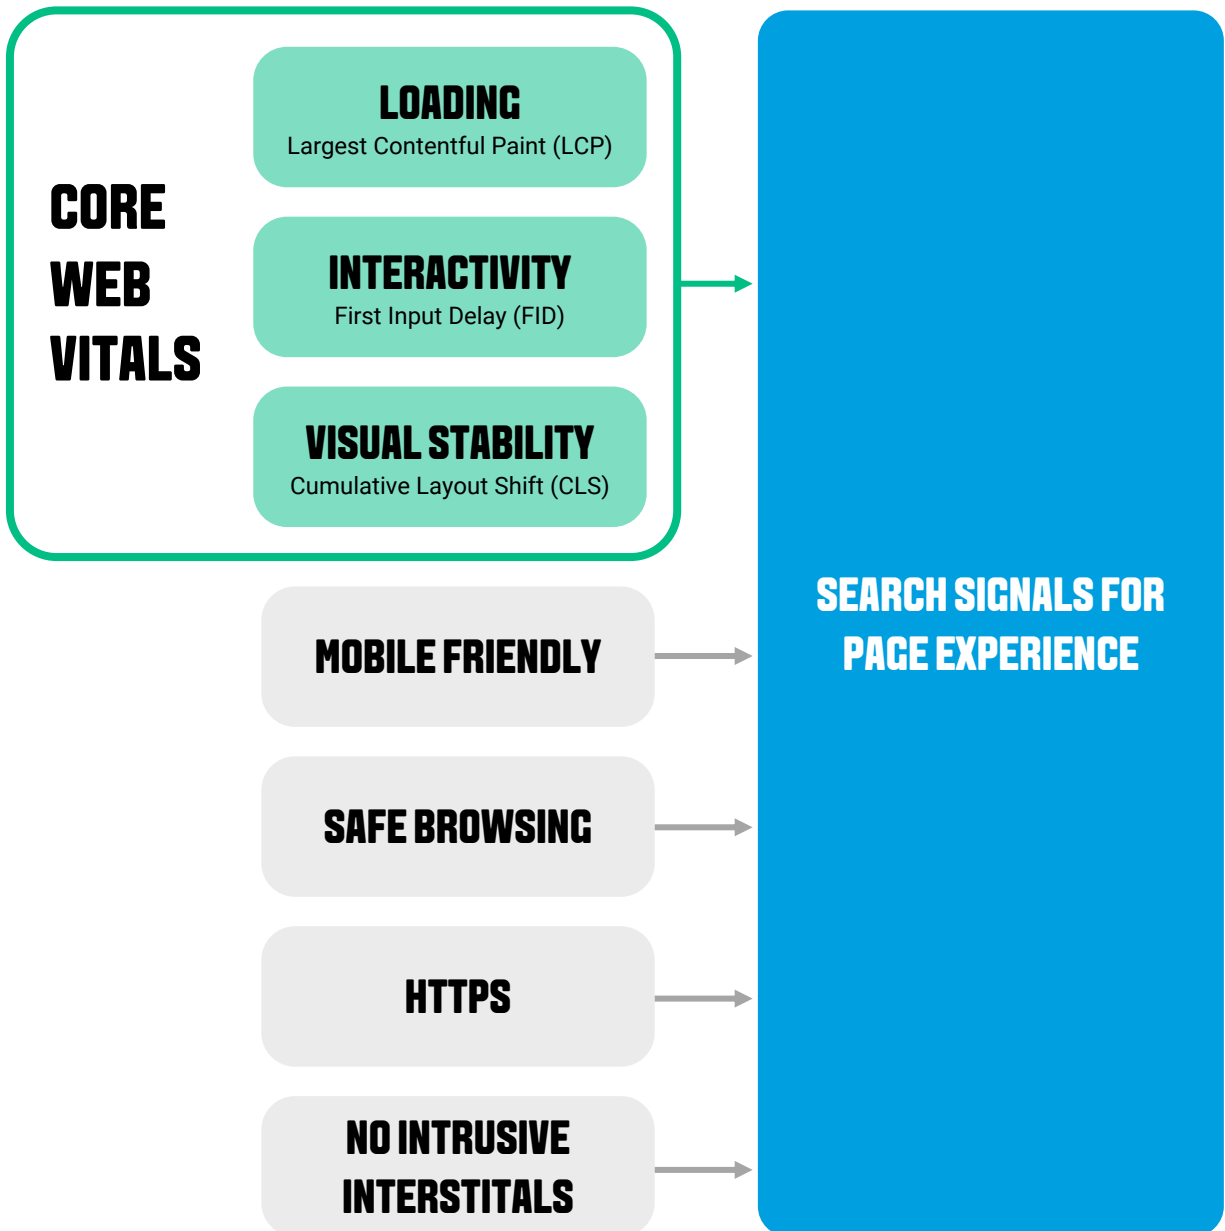 CORE
WEB
VITALS
LOADING
Largest Contentful Paint (LCP)
INTERACTIVITY
First Input Delay (FID)
VISUAL STABILITY
Cumulative Layout Shift (CLS)
MOBILE FRIENDLY
SAFE BROWSING
HTTPS
NO INTRUSIVE
INTERSTITALS
SEARCH SIGNALS FOR
PAGE EXPERIENCE